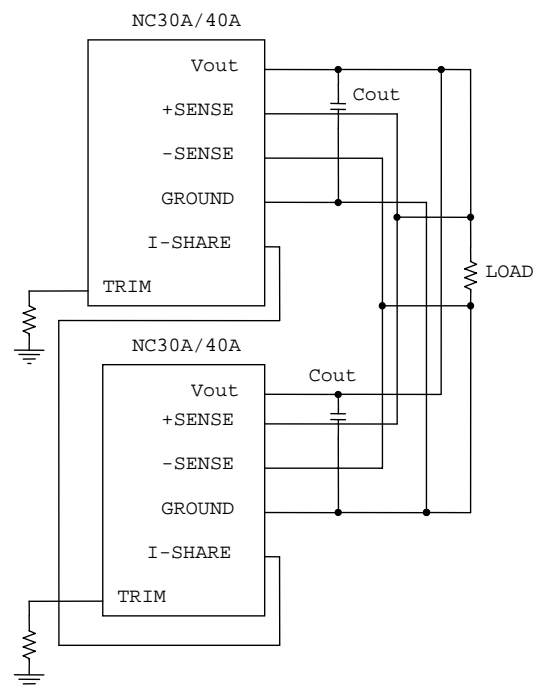 NC30A/40A
Vout
Cout
+SENSE
-SENSE
GROUND
I-SHARE
LOAD
TRIM
NC30A/40A
Cout
Vout
+SENSE
-SENSE
GROUND
I-SHARE
TRIM